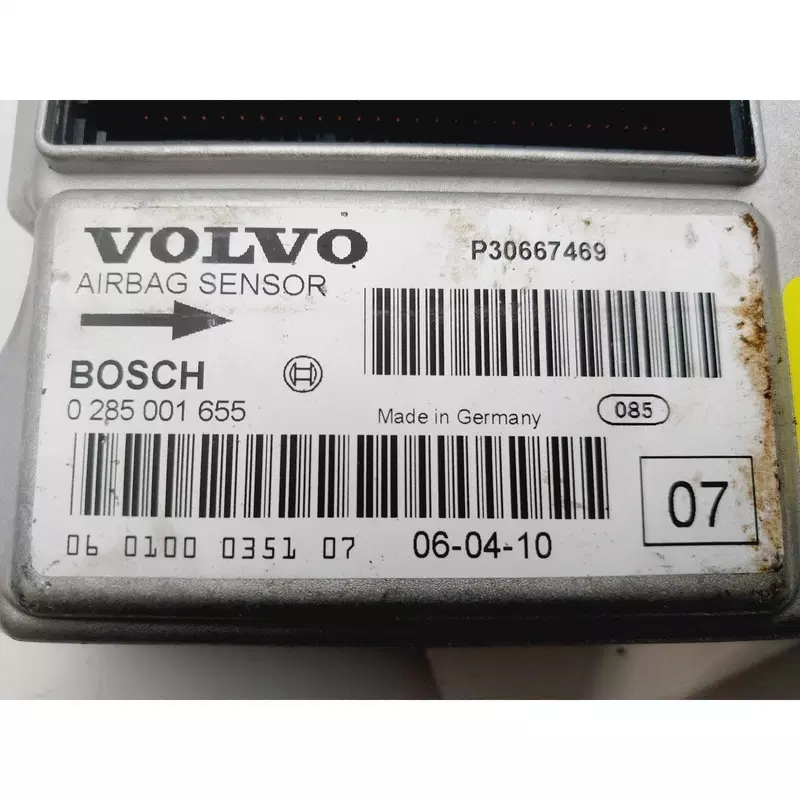 VOLVO
P30667469
AIRBAG SENSOR
BOSCH
0 285 001 655
Made in Germany
085
07
06 0100 0351 07
06-04-10